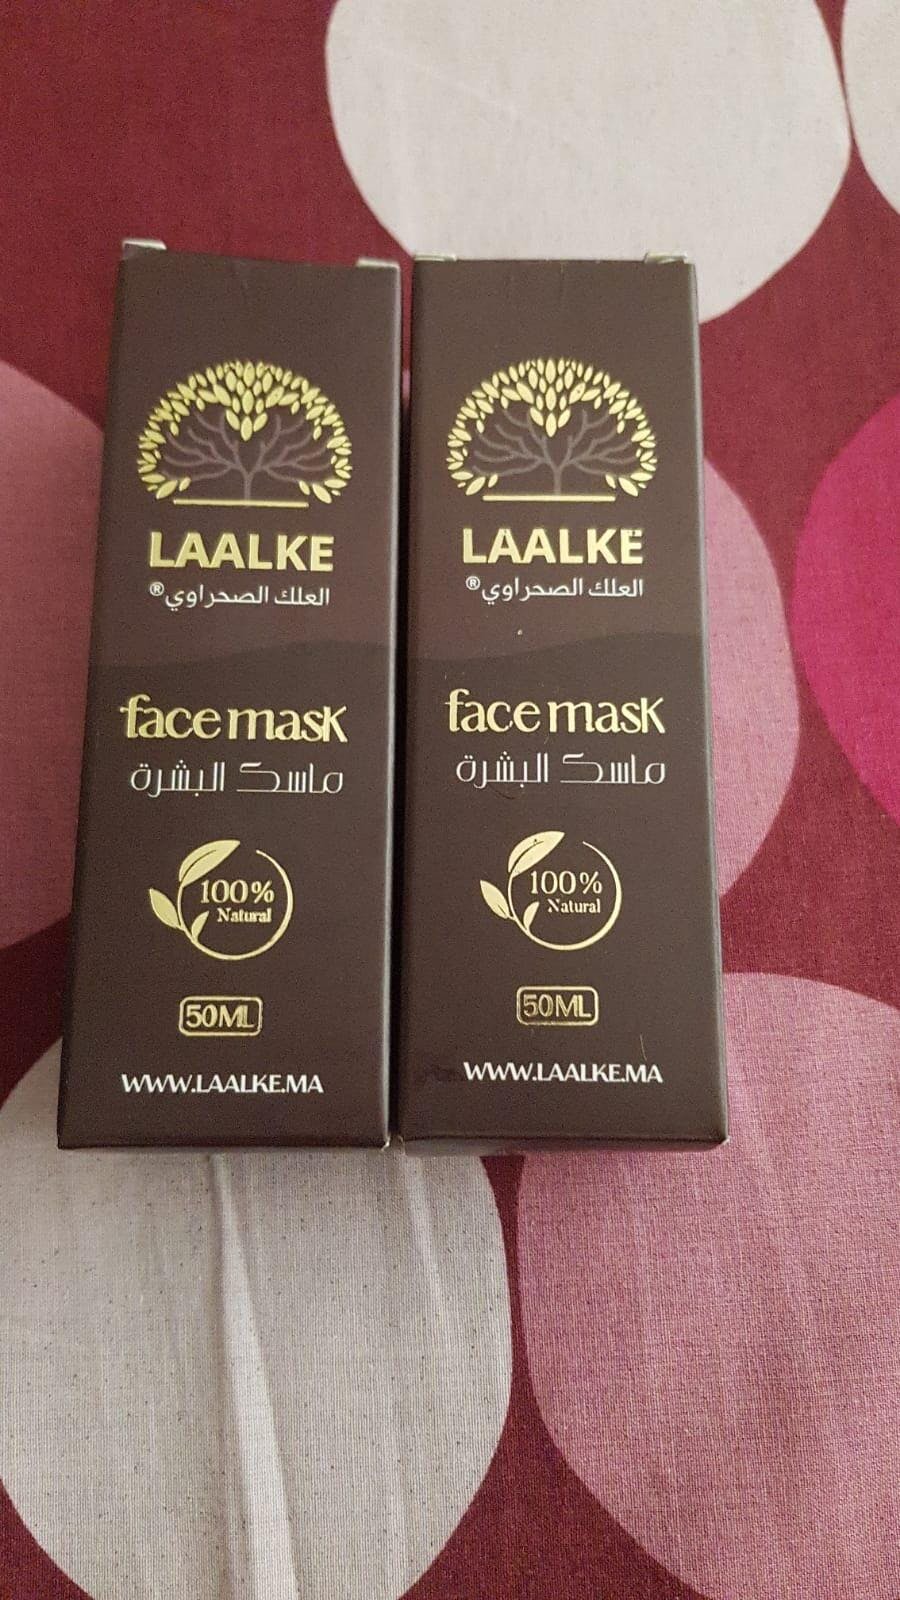 LAALKE
العلك الصحراوي®
face mask
ماسك البشرة
100%
Natural
50ML
WWW.LAALKE.MA
LAALKE
العلك الصحراوي®
face mask
ماسك البشرة
100%
Natural
50ML
WWW.LAALKE.MA